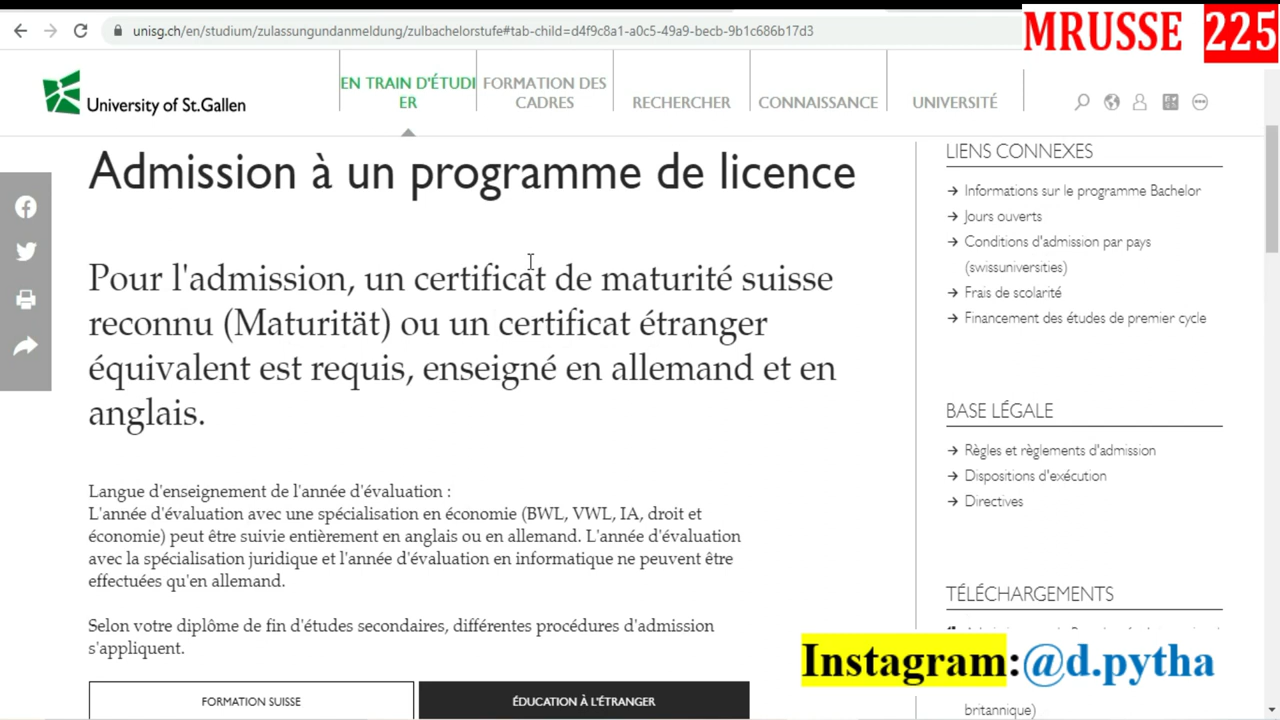 unisg.ch/en/studium/zulassungundanmeldung/zulbachelorstufe#tab-child=d4f9c8a1-a0c5-49a9-becb-9b1c686b17d3
MRUSSE 225
University of St.Gallen
EN TRAIN D'ÉTUDI
ER
FORMATION DES
CADRES
RECHERCHER
CONNAISSANCE
UNIVERSITÉ
Admission à un programme de licence
Pour l'admission, un certificat de maturité suisse
reconnu (Maturität) ou un certificat étranger
équivalent est requis, enseigné en allemand et en
anglais.
Langue d'enseignement de l'année d'évaluation :
L'année d'évaluation avec une spécialisation en économie (BWL, VWL, IA, droit et
économie) peut être suivie entièrement en anglais ou en allemand. L'année d'évaluation
avec la spécialisation juridique et l'année d'évaluation en informatique ne peuvent être
effectuées qu'en allemand.
Selon votre diplôme de fin d'études secondaires, différentes procédures d'admission
s'appliquent.
FORMATION SUISSE
ÉDUCATION À L'ÉTRANGER
LIENS CONNEXES
→ Informations sur le programme Bachelor
→ Jours ouverts
→ Conditions d'admission par pays
(swissuniversities)
→ Frais de scolarité
→ Financement des études de premier cycle
BASE LÉGALE
→ Règles et règlements d'admission
→ Dispositions d'exécution
→ Directives
TÉLÉCHARGEMENTS
Instagram:@d.pytha
britannique)